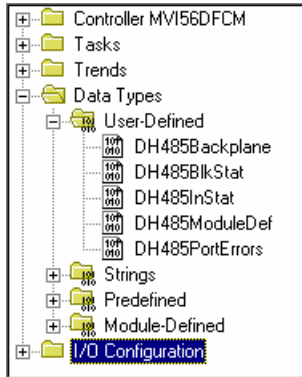 Controller MVI56DFCM
Tasks
Trends
Data Types
User-Defined
DH485Backplane
DH485BlkStat
DH485InStat
DH485ModuleDef
DH485PortErrors
Strings
Predefined
Module-Defined
I/O Configuration